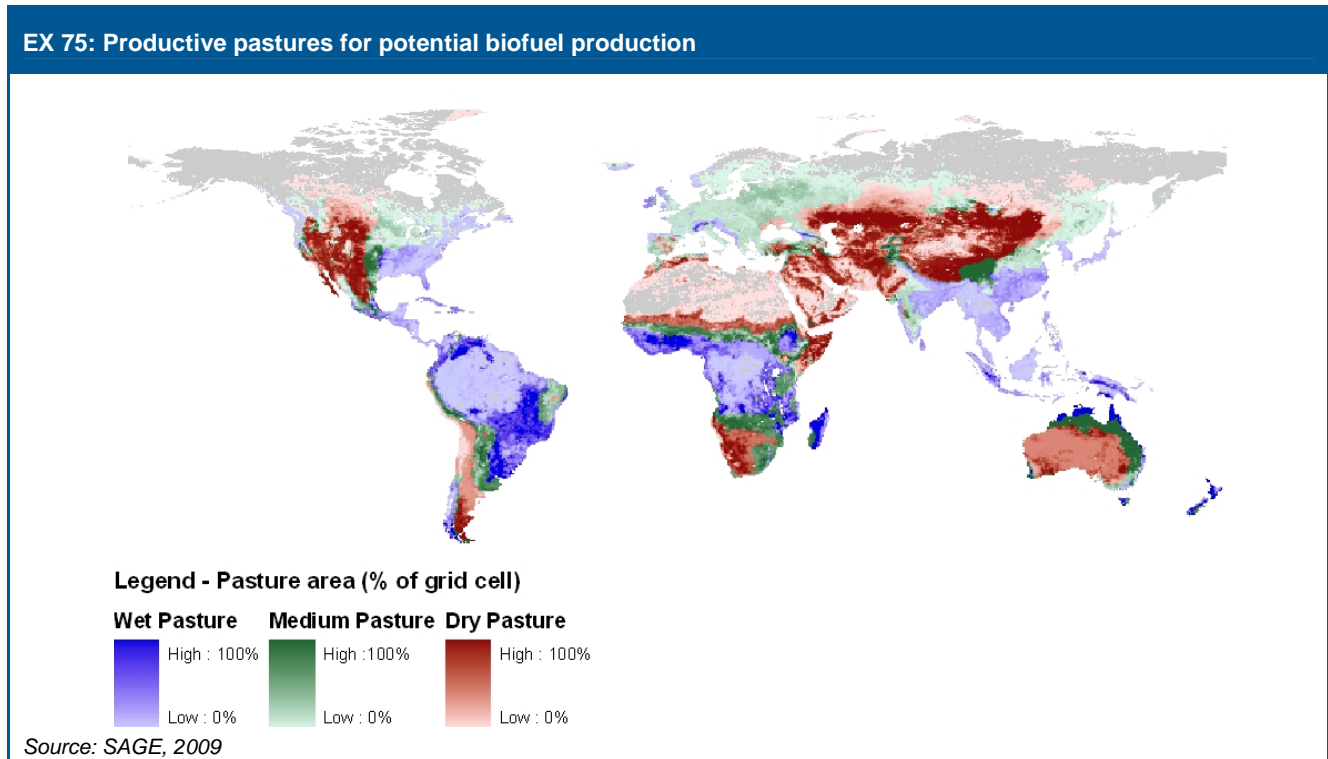 EX 75: Productive pastures for potential biofuel production
Legend - Pasture area (% of grid cell)
Wet Pasture Medium Pasture Dry Pasture
High : 100% High :100% High : 100%
Low : 0% Low : 0% Low : 0%
Source: SAGE, 2009